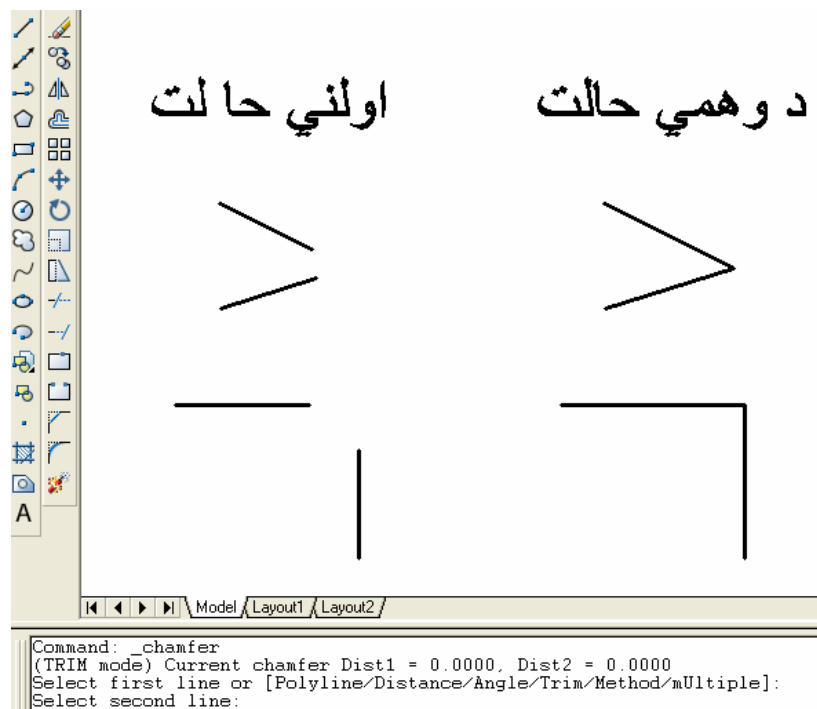 اولني حا لت
د وهمي حالت
A
Model Layout1 Layout2
Command: _chamfer
(TRIM mode) Current chamfer Dist1 = 0.0000, Dist2 = 0.0000
Select first line or [Polyline/Distance/Angle/Trim/Method/mUltiple]:
Select second line: